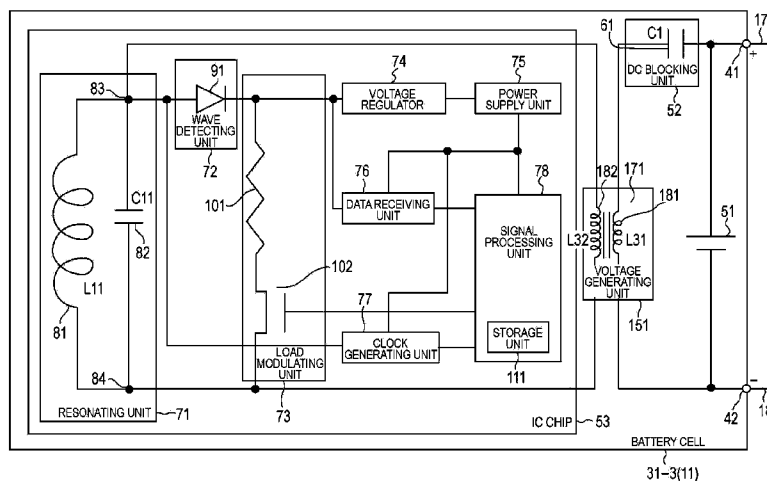 61
C1
17
DC BLOCKING
UNIT
52
+
41
91
74
75
83
WAVE
DETECTING
UNIT
72
VOLTAGE
REGULATOR
POWER
SUPPLY UNIT
76
78
182
171
C11
82
101
DATA RECEIVING
UNIT
181
51
SIGNAL
PROCESSING
UNIT
L32
L31
L11
81
102
VOLTAGE
GENERATING
UNIT
151
77
CLOCK
GENERATING UNIT
STORAGE
UNIT
111
84
LOAD
MODULATING
UNIT
73
−
42
RESONATING UNIT
71
IC CHIP
53
BATTERY CELL
31-3(11)